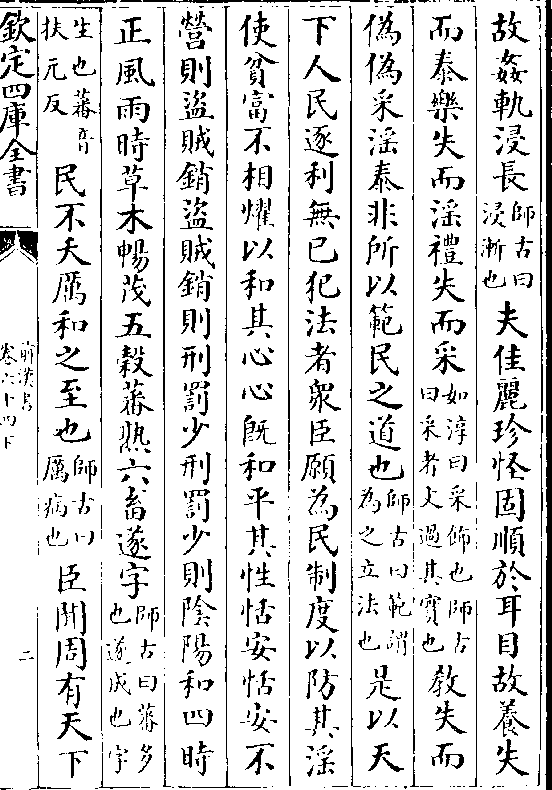 故姦軌浸長師古曰浸漸也夫佳麗珍怪固順於耳目故養失
而泰樂失而淫禮失而采如淳曰采飾也師古曰采者文過其實也教失而
偽偽采淫泰非所以範民之道也師古曰範謂為之立法也是以天
下人民逐利無已犯法者衆臣願為民制度以防其淫
使貧富不相燿以和其心心既和平其性恬安恬安不
營則盜賊銷盜賊銷則刑罰少刑罰少則陰陽和四時
正風雨時草木暢茂五穀蕃熟六畜遂字師古曰蕃多也遂成也字
生也蕃音扶元反民不夭厲和之至也師古曰厲病也臣聞周有天下
欽定四庫全書
前漢書
卷六十四下
二